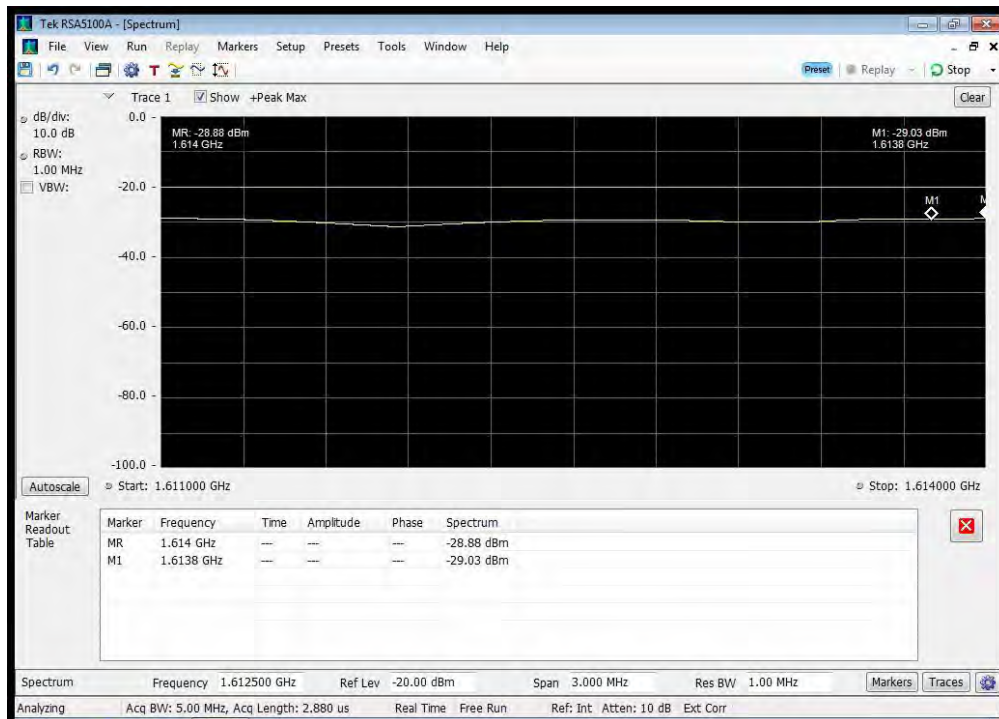 Tek RSA5100A - [Spectrum]
File View Run Replay Markers Setup Presets Tools Window Help
Preset Replay Stop
Trace 1 Show +Peak Max Clear
dB/div:
10.0 dB
RBW:
1.00 MHz
VBW:
0.0
-20.0
-40.0
-60.0
-80.0
-100.0
MR: -28.88 dBm
1.614 GHz
M1: -29.03 dBm
1.6138 GHz
M1
Autoscale Start: 1.611000 GHz Stop: 1.614000 GHz
Marker
Readout
Table
Marker Frequency Time Amplitude Phase Spectrum
MR 1.614 GHz --- --- --- -28.88 dBm
M1 1.6138 GHz --- --- --- -29.03 dBm
Spectrum Frequency 1.612500 GHz Ref Lev -20.00 dBm Span 3.000 MHz Res BW 1.00 MHz Markers Traces
Analyzing Acq BW: 5.00 MHz, Acq Length: 2.880 us Real Time Free Run Ref: Int Atten: 10 dB Ext Corr